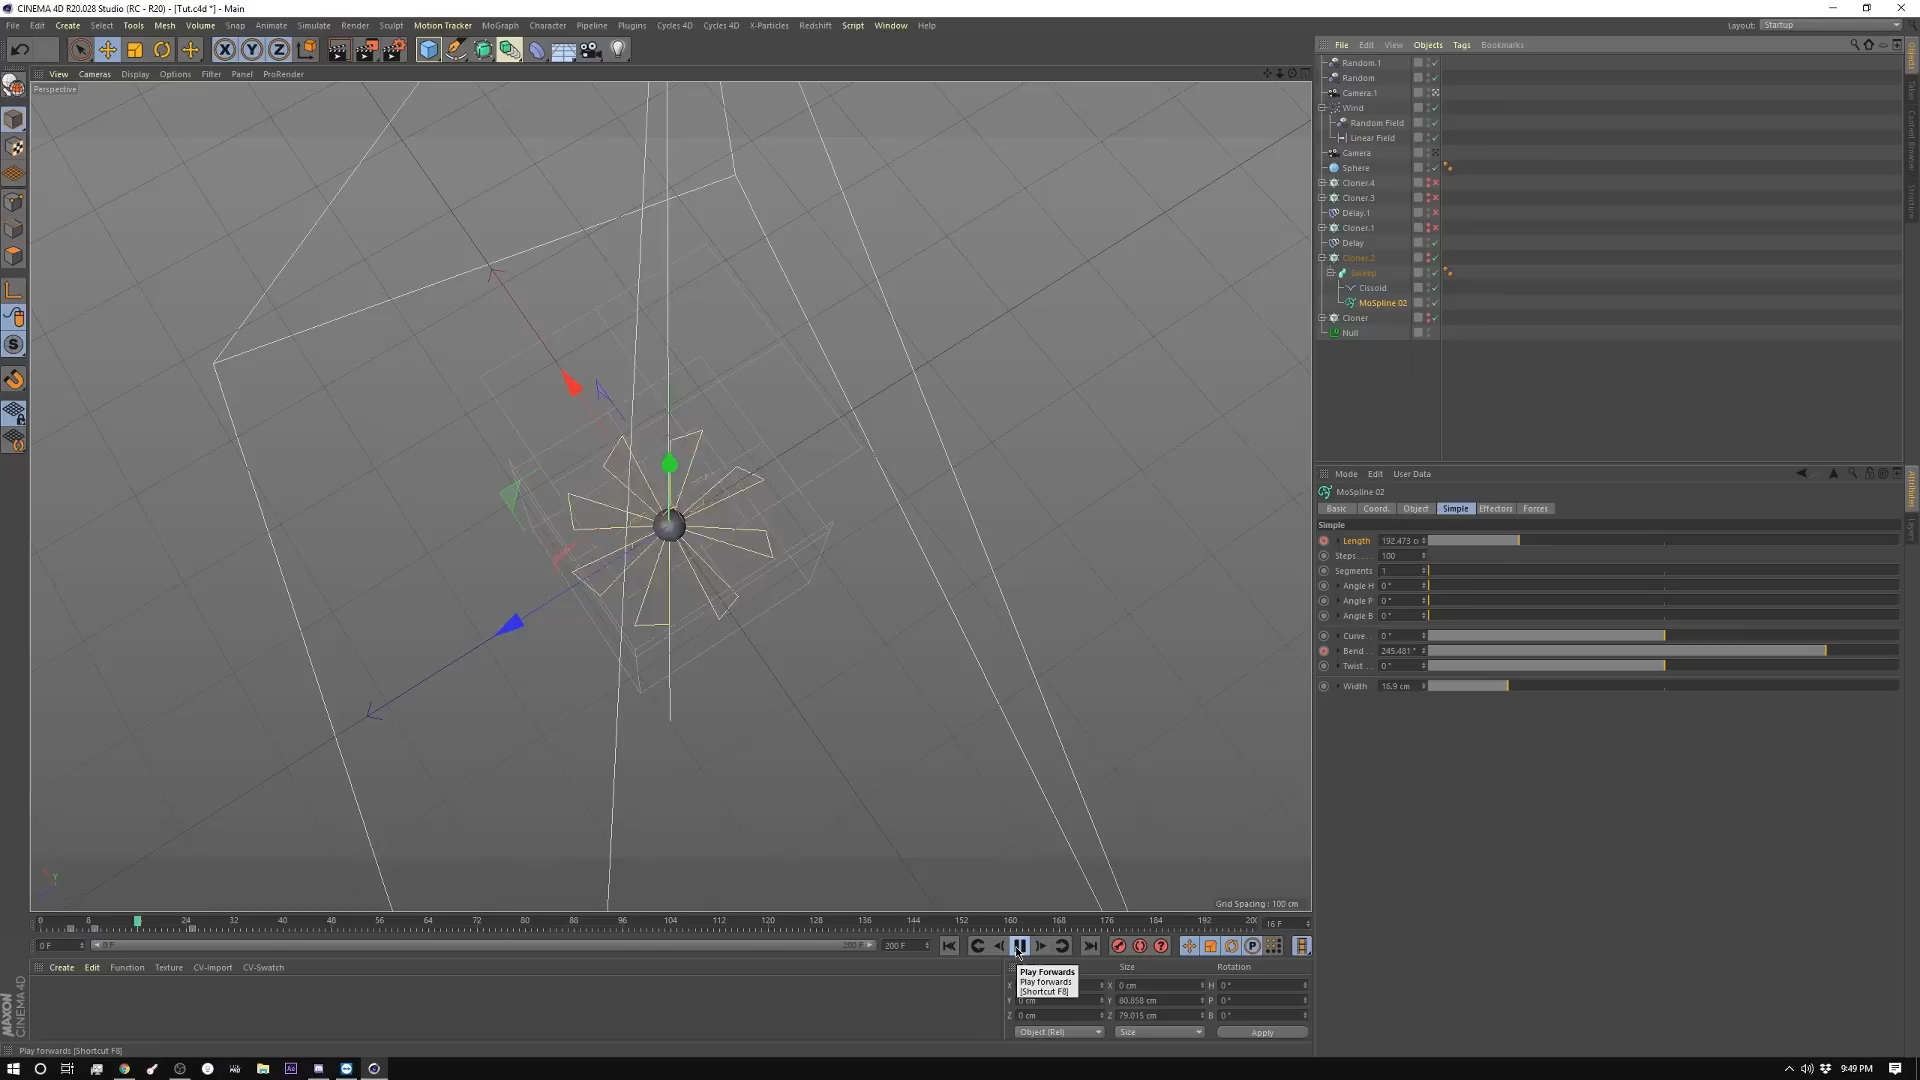 CINEMA 4D R20.028 Studio (RC - R20) - [Tut.c4d *] - Main
File Edit Create Select Tools Mesh Volume Snap Animate Simulate Render Sculpt Motion Tracker MoGraph Character Pipeline Plugins Cycles 4D Cycles 4D X-Particles Redshift Script Window Help
Layout: Startup
View Cameras Display Options Filter Panel ProRender
Perspective
Grid Spacing : 100 cm
File Edit View Objects Tags Bookmarks
Random.1
Random
Camera.1
Wind
Random Field
Linear Field
Camera
Sphere
Cloner.4
Cloner.3
Delay.1
Cloner.1
Delay
Cloner.2
Sweep
Cissoid
MoSpline 02
Cloner
Null
Objects
Takes
Content Browser
Structure
Mode Edit User Data
MoSpline 02
Basic Coord. Object Simple Effectors Forces
Simple
Length 192.473 c
Steps . . . . 100
Segments 1
Angle H 0 °
Angle P 0 °
Angle B 0 °
Curve . . 0 °
Bend . . . 245.481 °
Twist . . . 0 °
Width 16.9 cm
Attributes
Layers
0 8 24 32 40 48 56 64 72 80 88 96 104 112 120 128 136 144 152 160 168 176 184 192 20
16 F
0 F 0 F 200 F 200 F
Create Edit Function Texture CV-Import CV-Swatch
Size Rotation
Play Forwards
Play forwards
[Shortcut F8]
X X 0 cm H 0 °
Y 0 cm Y 80.858 cm P 0 °
Z 0 cm Z 79.015 cm B 0 °
Object (Rel) Size Apply
MAXON
CINEMA 4D
Play forwards [Shortcut F8]
9:49 PM